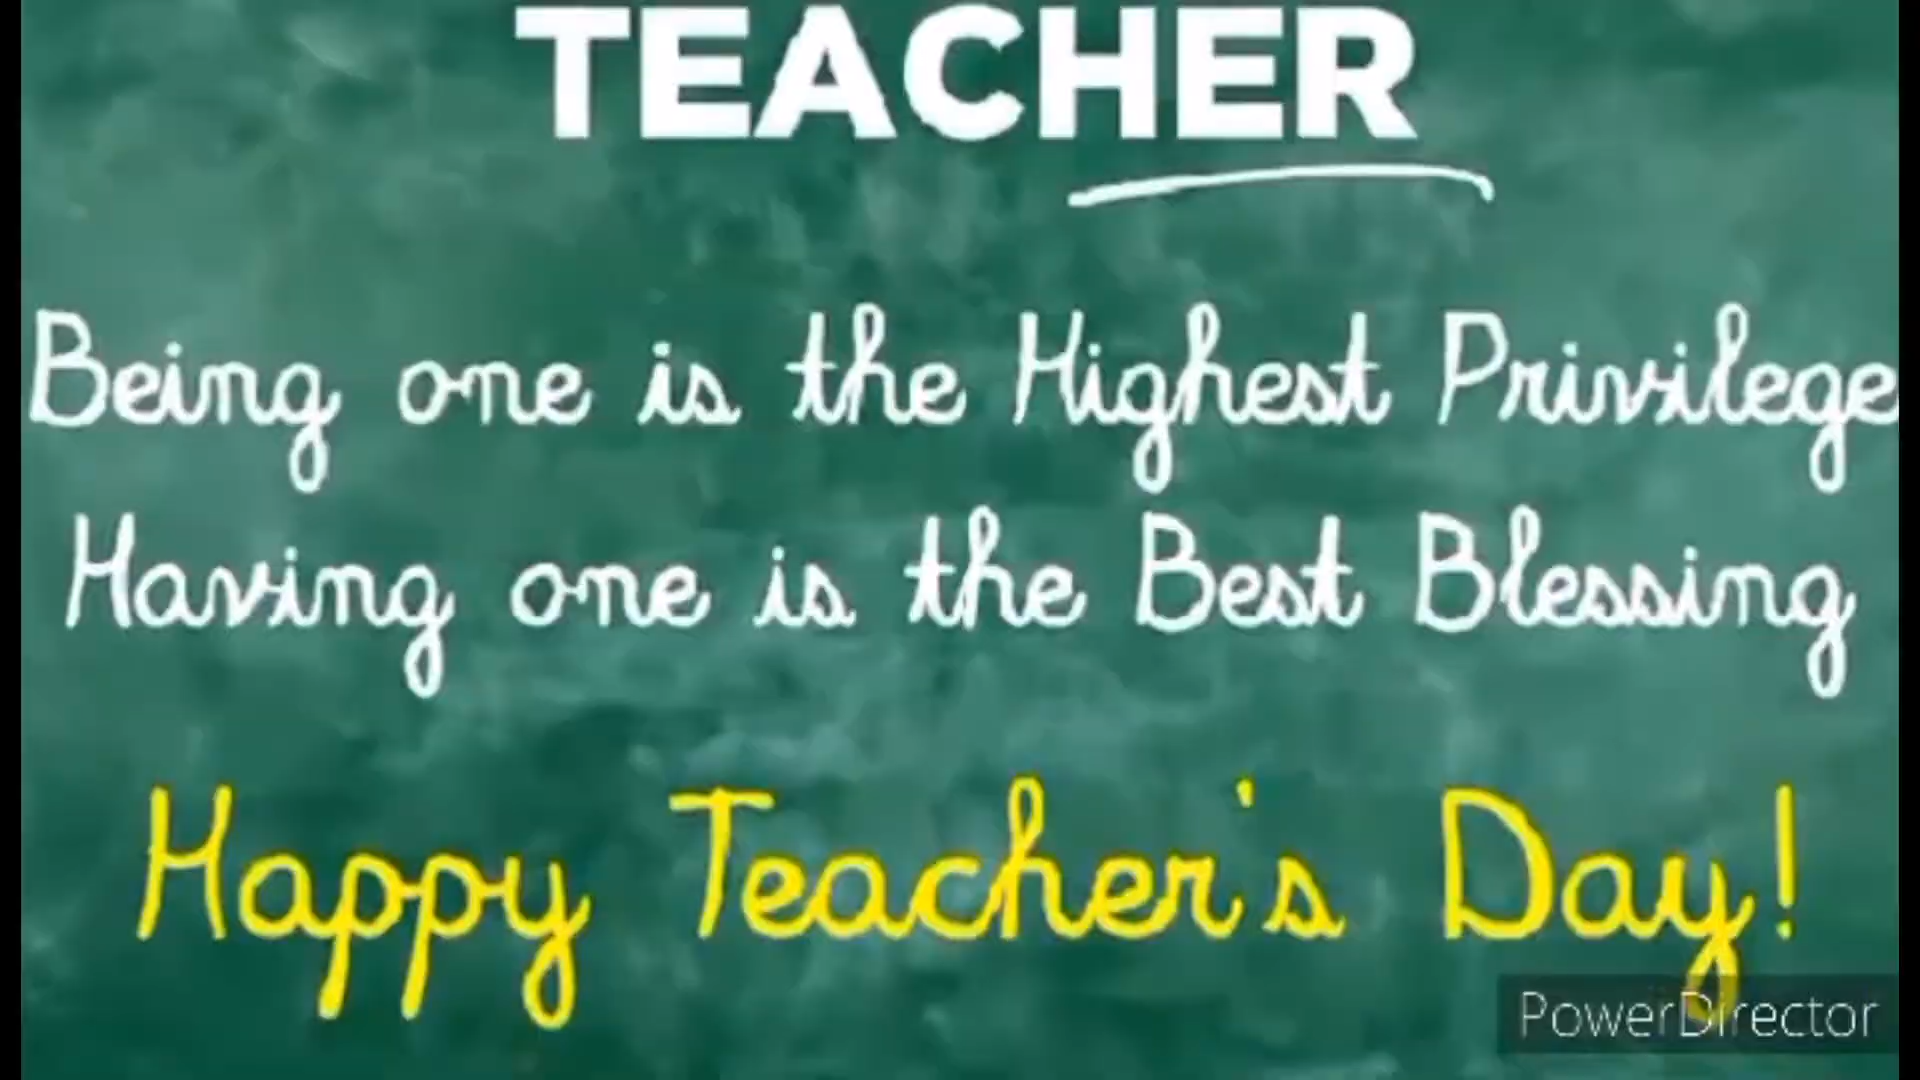 TEACHER
Being one is the Highest Privilege
Having one is the Best Blessing
Happy Teacher's Day!
PowerDirector